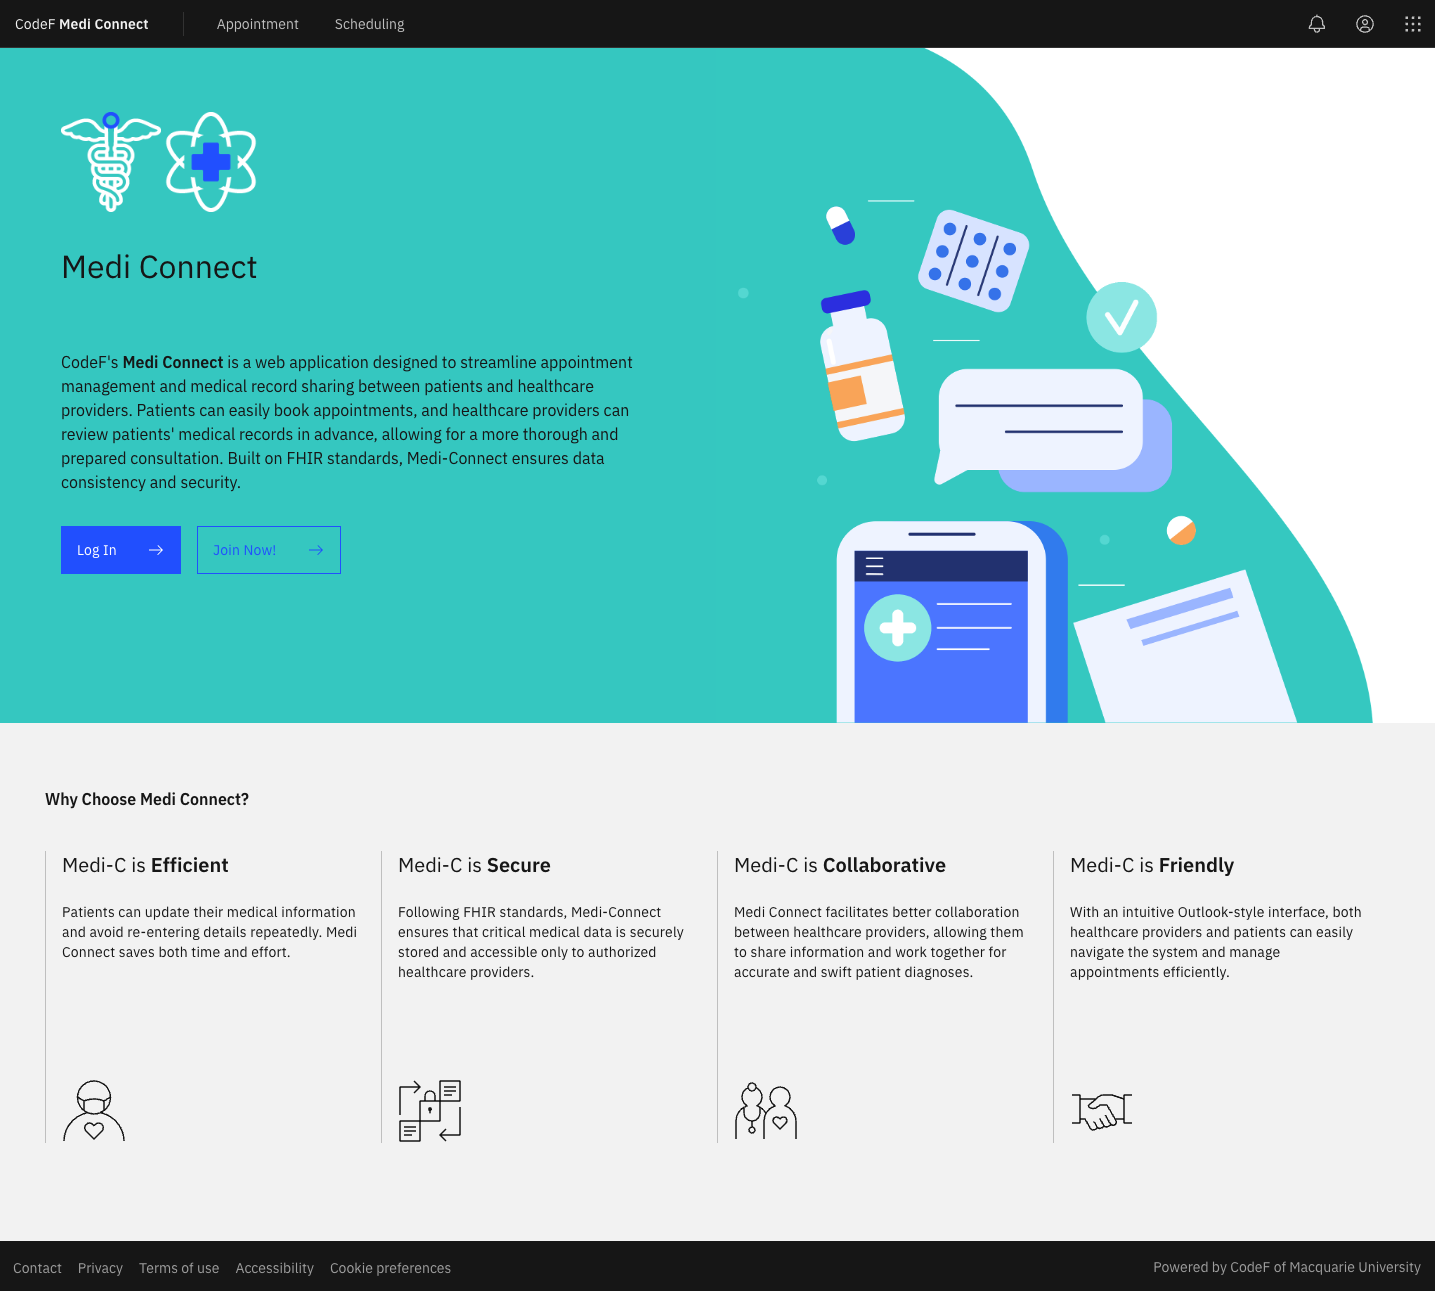 CodeF Medi Connect
Appointment
Scheduling
Medi Connect
CodeF's Medi Connect is a web application designed to streamline appointment
management and medical record sharing between patients and healthcare
providers. Patients can easily book appointments, and healthcare providers can
review patients' medical records in advance, allowing for a more thorough and
prepared consultation. Built on FHIR standards, Medi-Connect ensures data
consistency and security.
Log In
Join Now!
Why Choose Medi Connect?
Medi-C is Efficient
Patients can update their medical information
and avoid re-entering details repeatedly. Medi
Connect saves both time and effort.
Medi-C is Secure
Following FHIR standards, Medi-Connect
ensures that critical medical data is securely
stored and accessible only to authorized
healthcare providers.
Medi-C is Collaborative
Medi Connect facilitates better collaboration
between healthcare providers, allowing them
to share information and work together for
accurate and swift patient diagnoses.
Medi-C is Friendly
With an intuitive Outlook-style interface, both
healthcare providers and patients can easily
navigate the system and manage
appointments efficiently.
Contact
Privacy
Terms of use
Accessibility
Cookie preferences
Powered by CodeF of Macquarie University